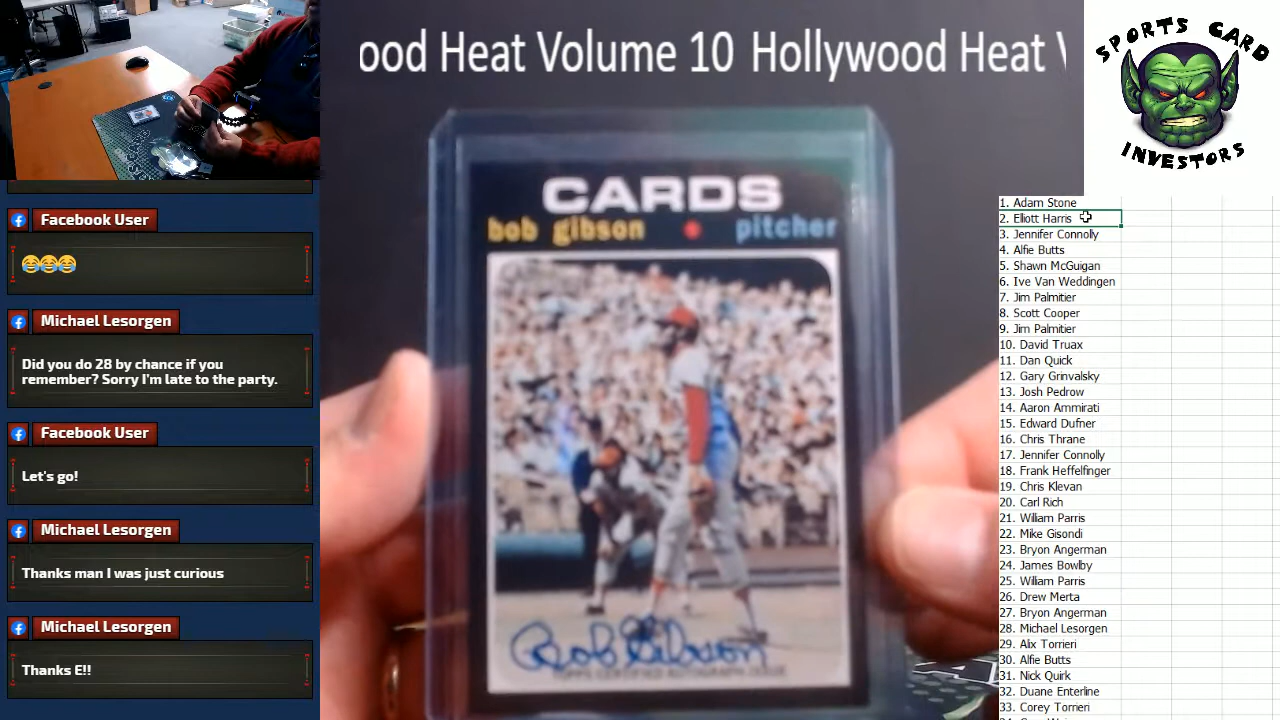 ood Heat Volume 10 Hollywood Heat
SPORTS CARD
INVESTORS
Facebook User
😂😂😂
Michael Lesorgen
Did you do 28 by chance if you
remember? Sorry I'm late to the party.
Facebook User
Let's go!
Michael Lesorgen
Thanks man I was just curious
Michael Lesorgen
Thanks E!!
CARDS
bob gibson • pitcher
Bob Gibson
TOPPS CERTIFIED AUTOGRAPH ISSUE
1. Adam Stone
2. Elliott Harris
3. Jennifer Connolly
4. Alfie Butts
5. Shawn McGuigan
6. Ive Van Weddingen
7. Jim Palmitier
8. Scott Cooper
9. Jim Palmitier
10. David Truax
11. Dan Quick
12. Gary Grinvalsky
13. Josh Pedrow
14. Aaron Ammirati
15. Edward Dufner
16. Chris Thrane
17. Jennifer Connolly
18. Frank Heffelfinger
19. Chris Klevan
20. Carl Rich
21. William Parris
22. Mike Gisondi
23. Bryon Angerman
24. James Bowlby
25. William Parris
26. Drew Merta
27. Bryon Angerman
28. Michael Lesorgen
29. Alix Torrieri
30. Alfie Butts
31. Nick Quirk
32. Duane Enterline
33. Corey Torrieri